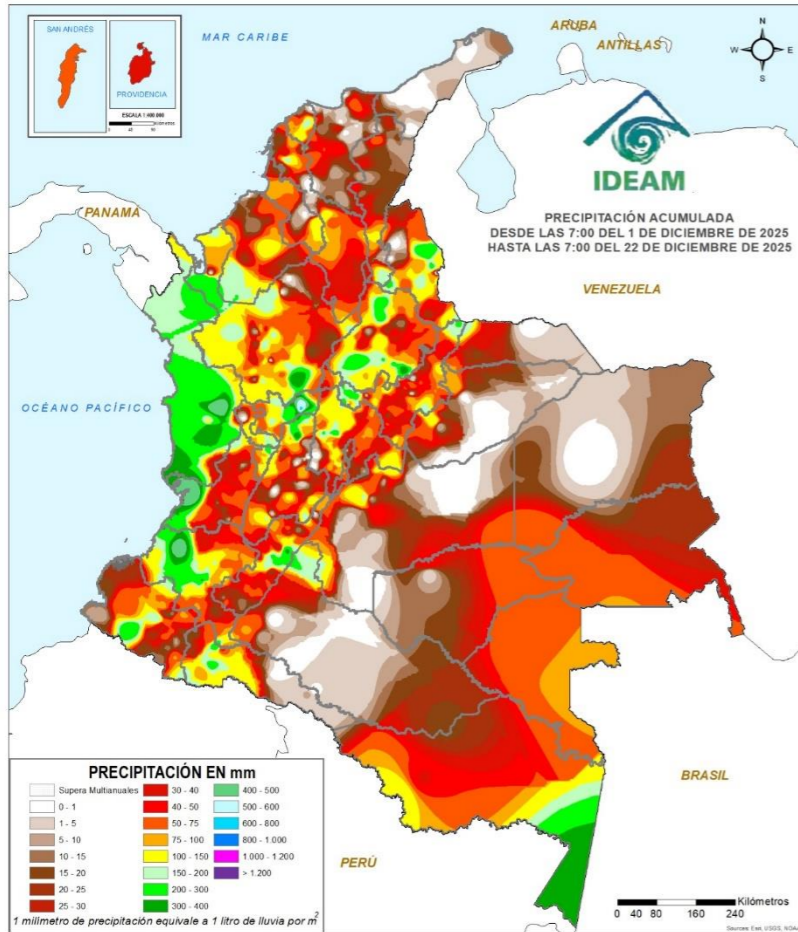 SAN ANDRÉS
PROVIDENCIA
ESCALA 1:400.000
Kilómetros
MAR CARIBE
ARUBA
ANTILLAS
N
W
E
S
IDEAM
PRECIPITACIÓN ACUMULADA
DESDE LAS 7:00 DEL 1 DE DICIEMBRE DE 2025
HASTA LAS 7:00 DEL 22 DE DICIEMBRE DE 2025
PANAMÁ
VENEZUELA
OCÉANO PACÍFICO
BRASIL
PERÚ
PRECIPITACIÓN EN mm
Supera Multianuales
0 - 1
1 - 5
5 - 10
10 - 15
15 - 20
20 - 25
25 - 30
30 - 40
40 - 50
50 - 75
75 - 100
100 - 150
150 - 200
200 - 300
300 - 400
400 - 500
500 - 600
600 - 800
800 - 1.000
1.000 - 1.200
> 1.200
1 milímetro de precipitación equivale a 1 litro de lluvia por m2
Kilómetros
0 40 80 160 240
Sources: Esri, USGS, NOAA